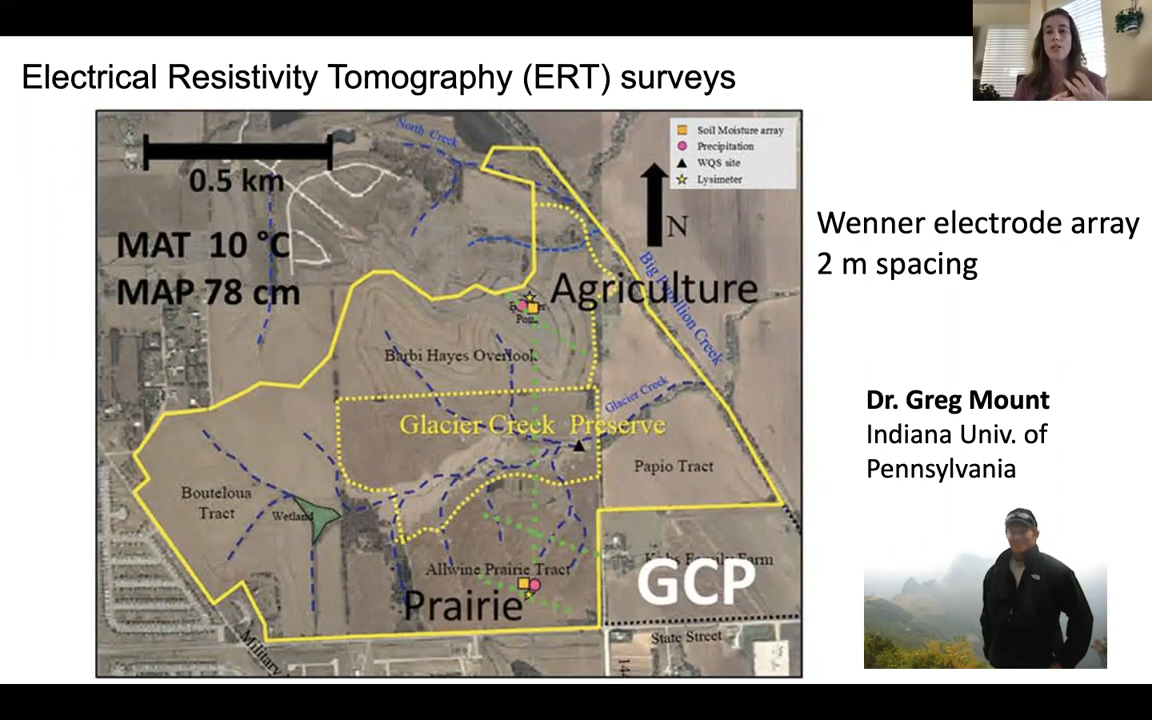 Electrical Resistivity Tomography (ERT) surveys
North Creek
Soil Moisture array
Precipitation
WQS site
Lysimeter
0.5 km
N
MAT 10 °C
MAP 78 cm
Wenner electrode array
2 m spacing
Agriculture
Big Papillion Creek
Barbi Hayes Overlook
Glacier Creek
Glacier Creek Preserve
Dr. Greg Mount
Indiana Univ. of
Pennsylvania
Papio Tract
Bouteloua
Tract
Wetland
Allwine Prairie Tract
Family Farm
GCP
Prairie
State Street
Military